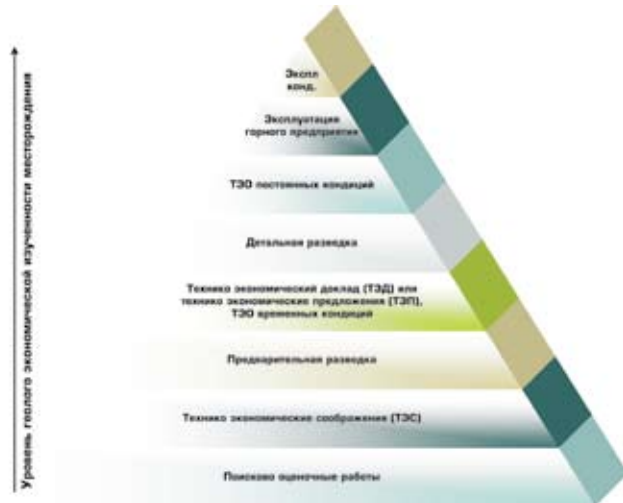 Уровень геолого экономической изученности месторождения
Экспл
конд.
Эксплуатация
горного предприятия
ТЭО постоянных кондиций
Детальная разведка
Технико экономический доклад (ТЭД) или
технико экономические предложения (ТЭП),
ТЭО временных кондиций
Предварительная разведка
Технико экономические соображения (ТЭС)
Поисково оценочные работы